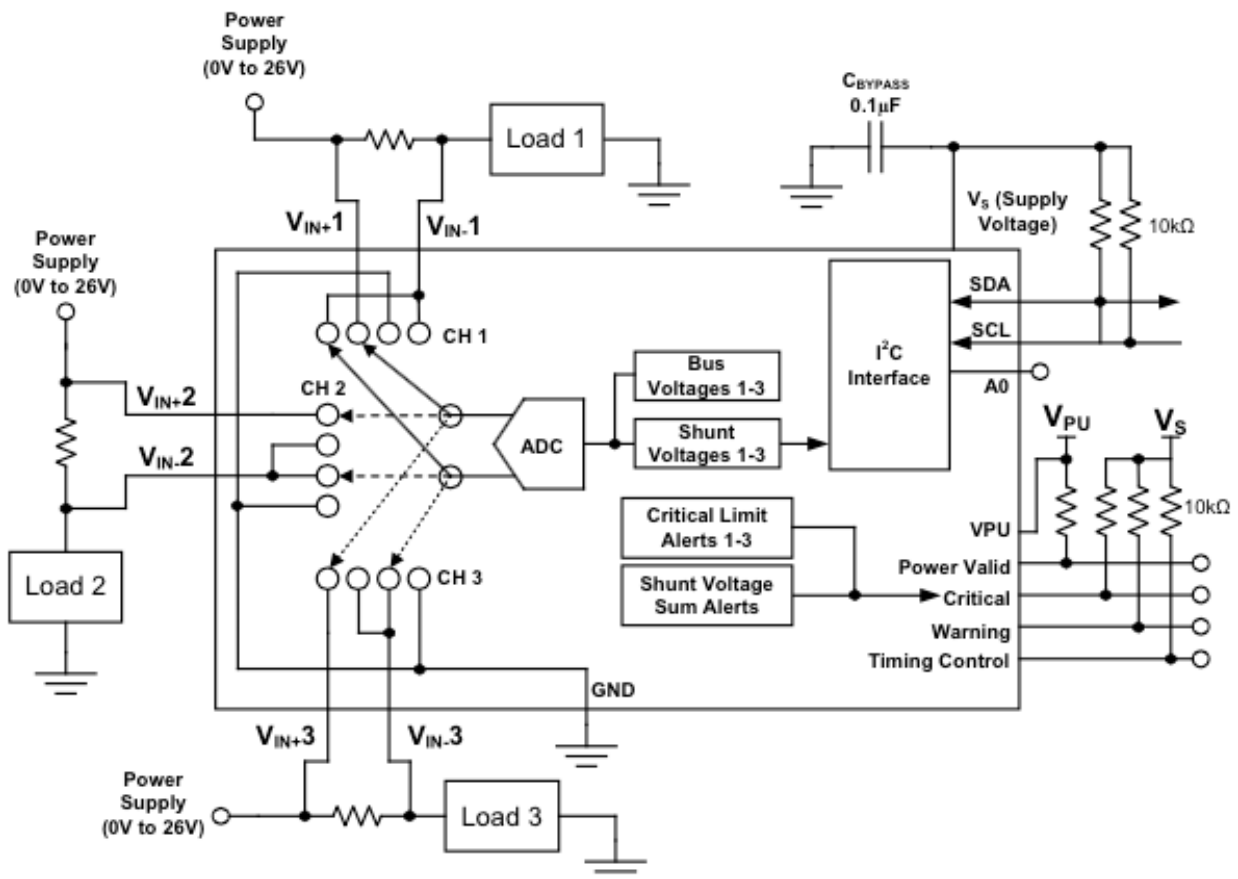 Power
Supply
(0V to 26V)
Load 1
CBYPASS
0.1µF
VIN+1
VIN-1
VS (Supply
Voltage)
10kΩ
Power
Supply
(0V to 26V)
CH 1
SDA
SCL
I2C
Interface
A0
Bus
Voltages 1-3
VIN+2
CH 2
ADC
Shunt
Voltages 1-3
VIN-2
VPU
VS
10kΩ
Critical Limit
Alerts 1-3
VPU
Load 2
CH 3
Shunt Voltage
Sum Alerts
Power Valid
Critical
Warning
Timing Control
GND
VIN+3
VIN-3
Power
Supply
(0V to 26V)
Load 3